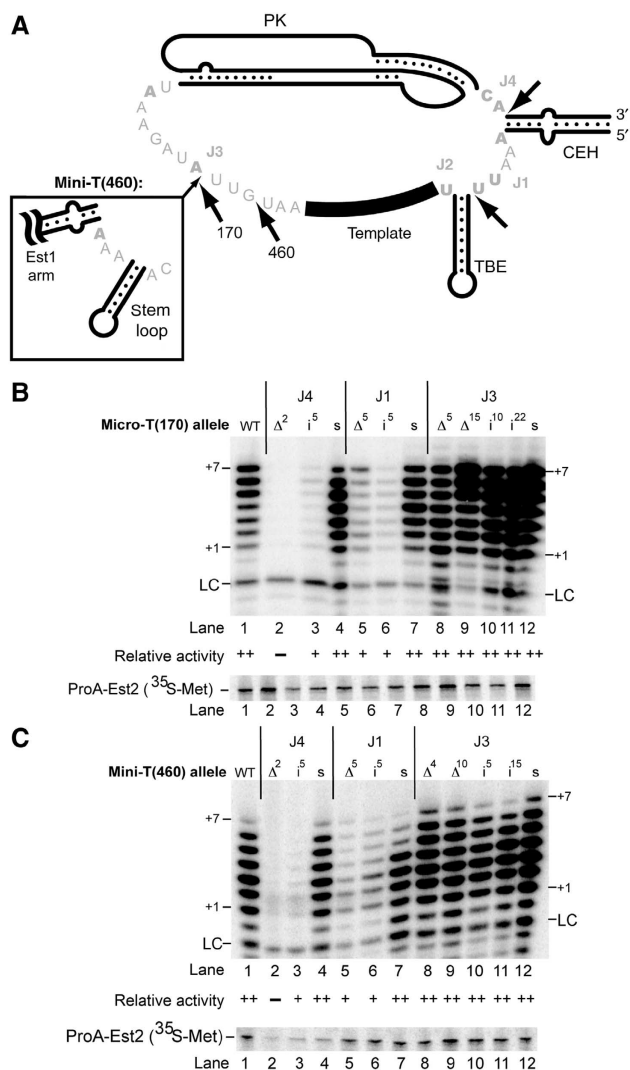 A
PK
J4
C
A
A
A
A
U
U
J1
3′
5′
CEH
U
A
A
A
G
A
U
A
J3
U
U
G
U
A
A
170
460
J2
U
Template
TBE
Mini-T(460):
A
A
A
A
C
Est1
arm
Stem
loop
B
J4 J1 J3
Micro-T(170) allele WT Δ2 i5 s Δ5 i5 s Δ5 Δ15 i10 i22 s
+7 +7
+1 +1
LC LC
Lane 1 2 3 4 5 6 7 8 9 10 11 12
Relative activity ++ – + ++ + + ++ ++ ++ ++ ++ ++
ProA-Est2 (35S-Met)
Lane 1 2 3 4 5 6 7 8 9 10 11 12
C
J4 J1 J3
Mini-T(460) allele WT Δ2 i5 s Δ5 i5 s Δ4 Δ10 i5 i15 s
+7 +7
+1 +1
LC LC
Lane 1 2 3 4 5 6 7 8 9 10 11 12
Relative activity ++ – + ++ + + ++ ++ ++ ++ ++ ++
ProA-Est2 (35S-Met)
Lane 1 2 3 4 5 6 7 8 9 10 11 12